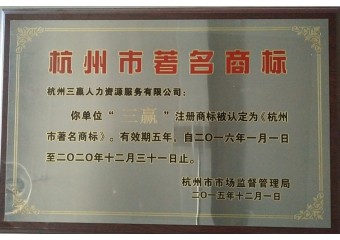 杭州市著名商标
杭州三赢人力资源服务有限公司：
你单位“三赢”注册商标被认定为《杭州
市著名商标》。有效期五年，自二〇一六年一月一日
至二〇二〇年十二月三十一日止。
杭州市市场监督管理局
二〇一五年十二月一日